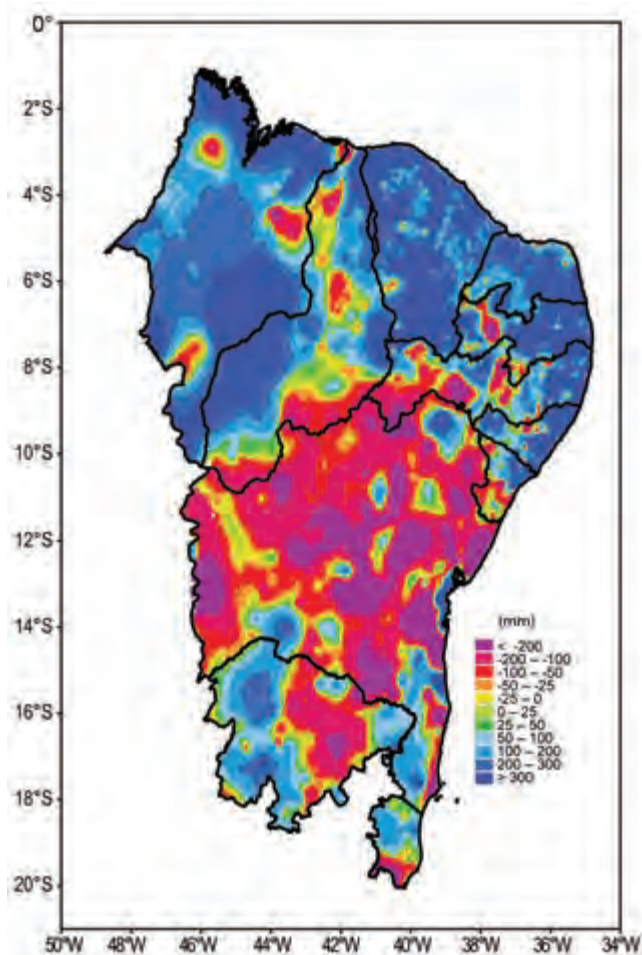 0°
2°S
4°S
6°S
8°S
10°S
12°S
14°S
16°S
18°S
20°S
(mm)
< -200
-200 – -100
-100 – -50
-50 – -25
-25 – 0
0 – 25
25 – 50
50 – 100
100 – 200
200 – 300
> 300
50°W 48°W 46°W 44°W 42°W 40°W 38°W 36°W 34°W